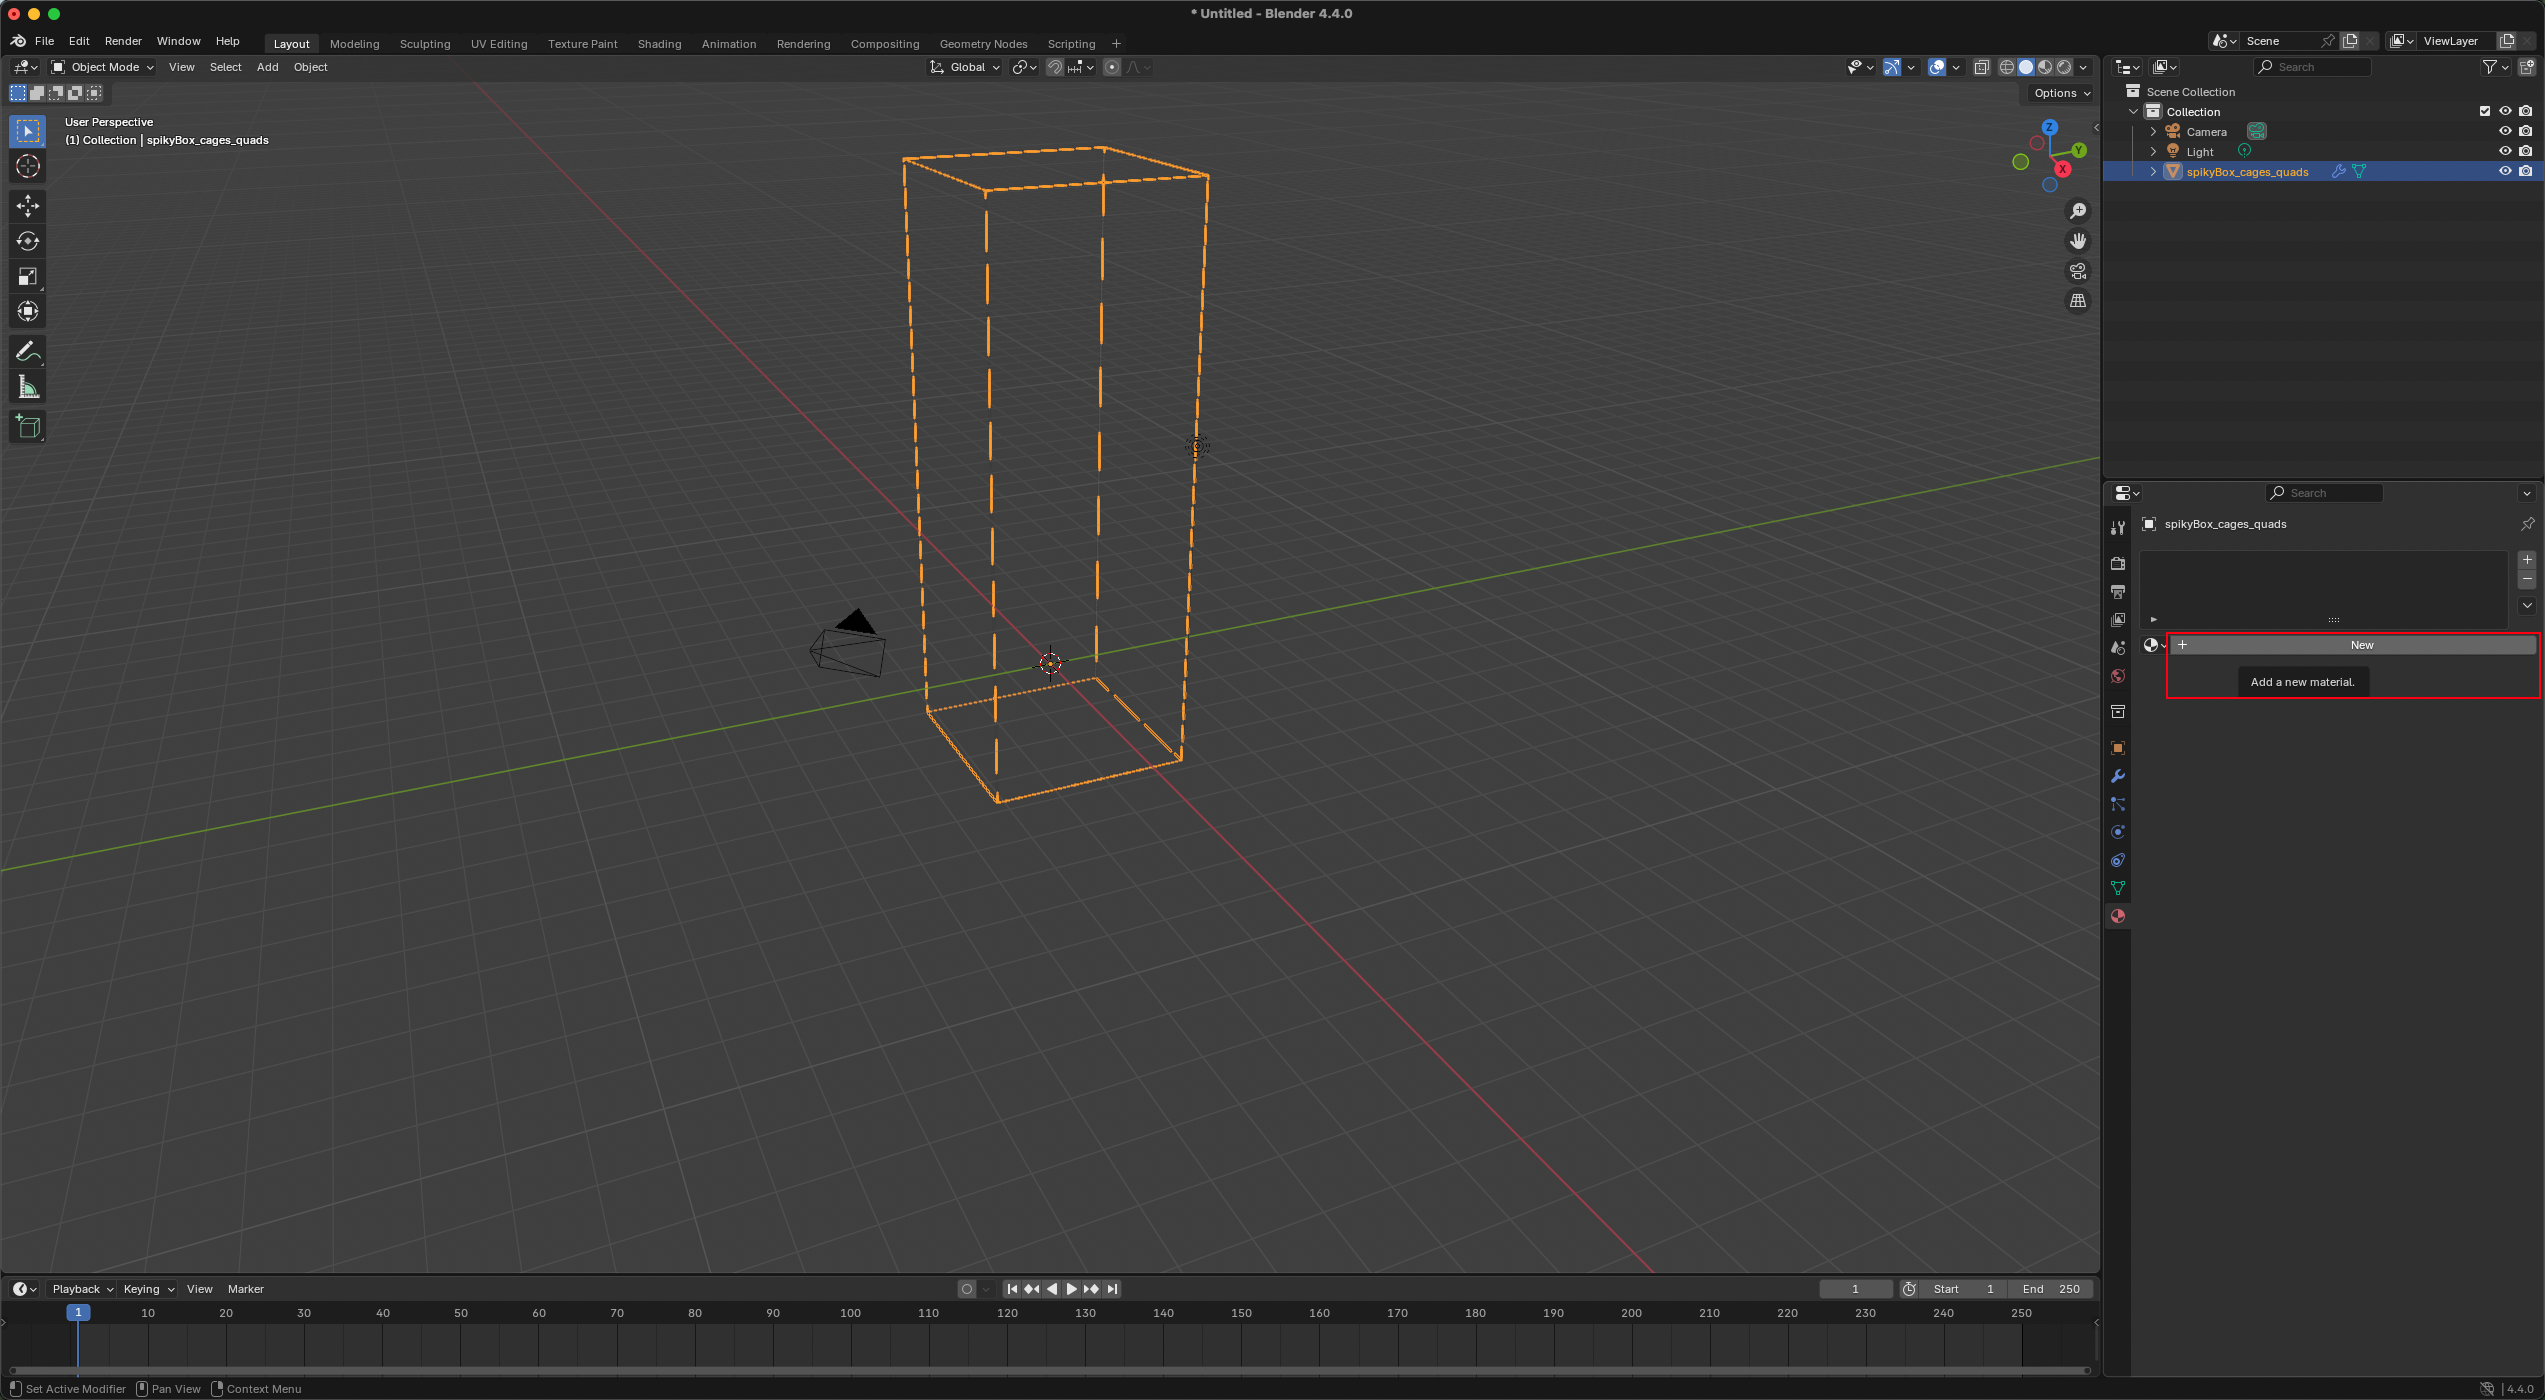 * Untitled - Blender 4.4.0
File Edit Render Window Help
Layout Modeling Sculpting UV Editing Texture Paint Shading Animation Rendering Compositing Geometry Nodes Scripting +
Scene
ViewLayer
Object Mode View Select Add Object
Global
Search
Options
User Perspective
(1) Collection | spikyBox_cages_quads
Z
Y
X
Scene Collection
Collection
Camera
Light
spikyBox_cages_quads
Search
spikyBox_cages_quads
New
Add a new material.
Playback Keying View Marker
1 Start 1 End 250
1 10 20 30 40 50 60 70 80 90 100 110 120 130 140 150 160 170 180 190 200 210 220 230 240 250
Set Active Modifier Pan View Context Menu
4.4.0